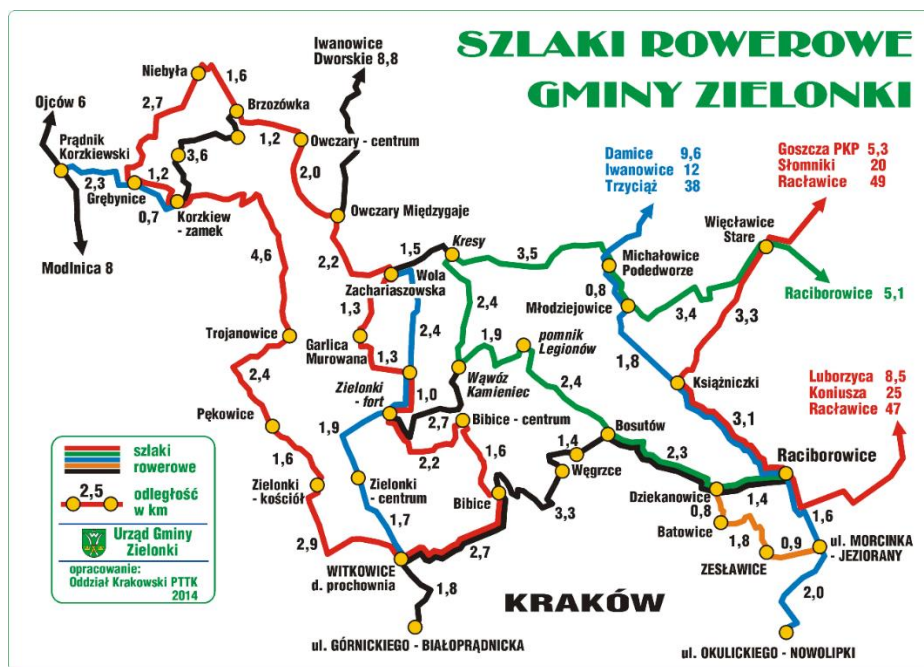 SZLAKI ROWEROWE
GMINY ZIELONKI
Iwanowice
Dworskie 8,8
Niebyła
1,6
Brzozówka
2,7
Ojców 6
Prądnik
Korzkiewski
3,6
1,2
Owczary - centrum
2,3
1,2
Grębynice
0,7
Korzkiew
- zamek
2,0
Owczary Międzygaje
Modlnica 8
4,6
2,2
1,5
Kresy
Wola
Zachariaszowska
3,5
Damice 9,6
Iwanowice 12
Trzyciąż 38
Goszcza PKP 5,3
Słomniki 20
Racławice 49
Więcławice
Stare
Michałowice
Podedworze
0,8
Młodziejowice
3,4
3,3
Raciborowice 5,1
1,3
Garlica
Murowana
1,3
2,4
2,4
1,9
pomnik
Legionów
1,8
Trojanowice
2,4
Zielonki
- fort
1,0
Wąwóz
Kamieniec
2,4
Książniczki
Luborzyca 8,5
Koniusza 25
Racławice 47
Pękowice
1,9
2,7
Bibice - centrum
3,1
2,2
1,6
1,4
Bosutów
2,3
Raciborowice
1,6
Zielonki
- kościół
Zielonki
- centrum
Węgrzce
Bibice
3,3
Dziekanowice
1,4
0,8
Batowice
1,6
2,9
1,7
2,7
1,8
0,9
ul. MORCINKA
- JEZIORANY
ZESŁAWICE
WITKOWICE
d. prochownia
1,8
KRAKÓW
2,0
ul. GÓRNICKIEGO - BIAŁOPRĄDNICKA
ul. OKULICKIEGO - NOWOLIPKI
szlaki
rowerowe
2,5
odległość
w km
Urząd Gminy
Zielonki
opracowanie:
Oddział Krakowski PTTK
2014